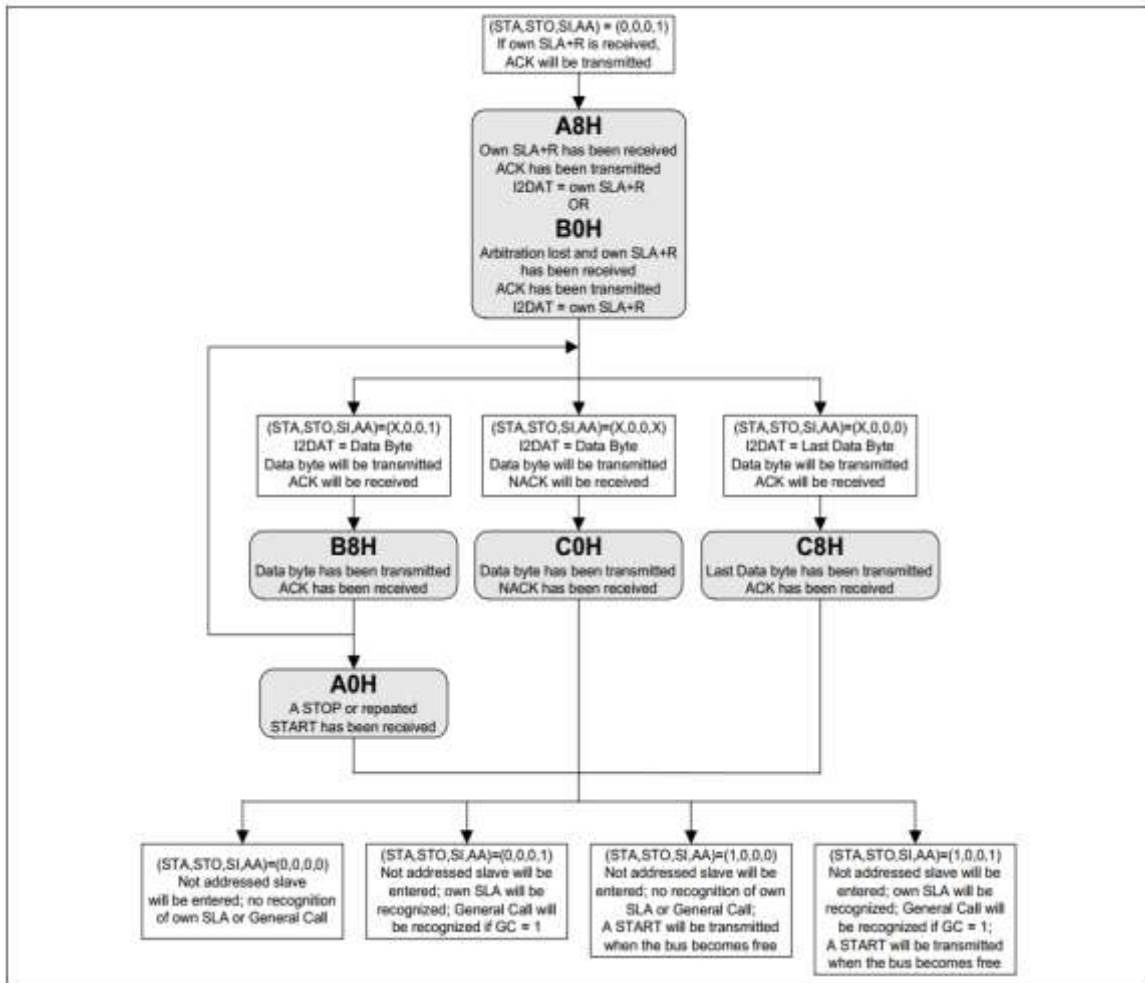 (STA,STO,SI,AA) = (0,0,0,1)
If own SLA+R is received,
ACK will be transmitted
A8H
Own SLA+R has been received
ACK has been transmitted
I2DAT = own SLA+R
OR
B0H
Arbitration lost and own SLA+R
has been received
ACK has been transmitted
I2DAT = own SLA+R
(STA,STO,SI,AA)=(X,0,0,1)
I2DAT = Data Byte
Data byte will be transmitted
ACK will be received
(STA,STO,SI,AA)=(X,0,0,X)
I2DAT = Data Byte
Data byte will be transmitted
NACK will be received
(STA,STO,SI,AA)=(X,0,0,0)
I2DAT = Last Data Byte
Data byte will be transmitted
ACK will be received
B8H
Data byte has been transmitted
ACK has been received
C0H
Data byte has been transmitted
NACK has been received
C8H
Last Data byte has been transmitted
ACK has been received
A0H
A STOP or repeated
START has been received
(STA,STO,SI,AA)=(0,0,0,0)
Not addressed slave
will be entered; no recognition
of own SLA or General Call
(STA,STO,SI,AA)=(0,0,0,1)
Not addressed slave will be
entered; own SLA will be
recognized; General Call will
be recognized if GC = 1
(STA,STO,SI,AA)=(1,0,0,0)
Not addressed slave will be
entered; no recognition of own
SLA or General Call;
A START will be transmitted
when the bus becomes free
(STA,STO,SI,AA)=(1,0,0,1)
Not addressed slave will be
entered; own SLA will be
recognized; General Call will
be recognized if GC = 1;
A START will be transmitted
when the bus becomes free